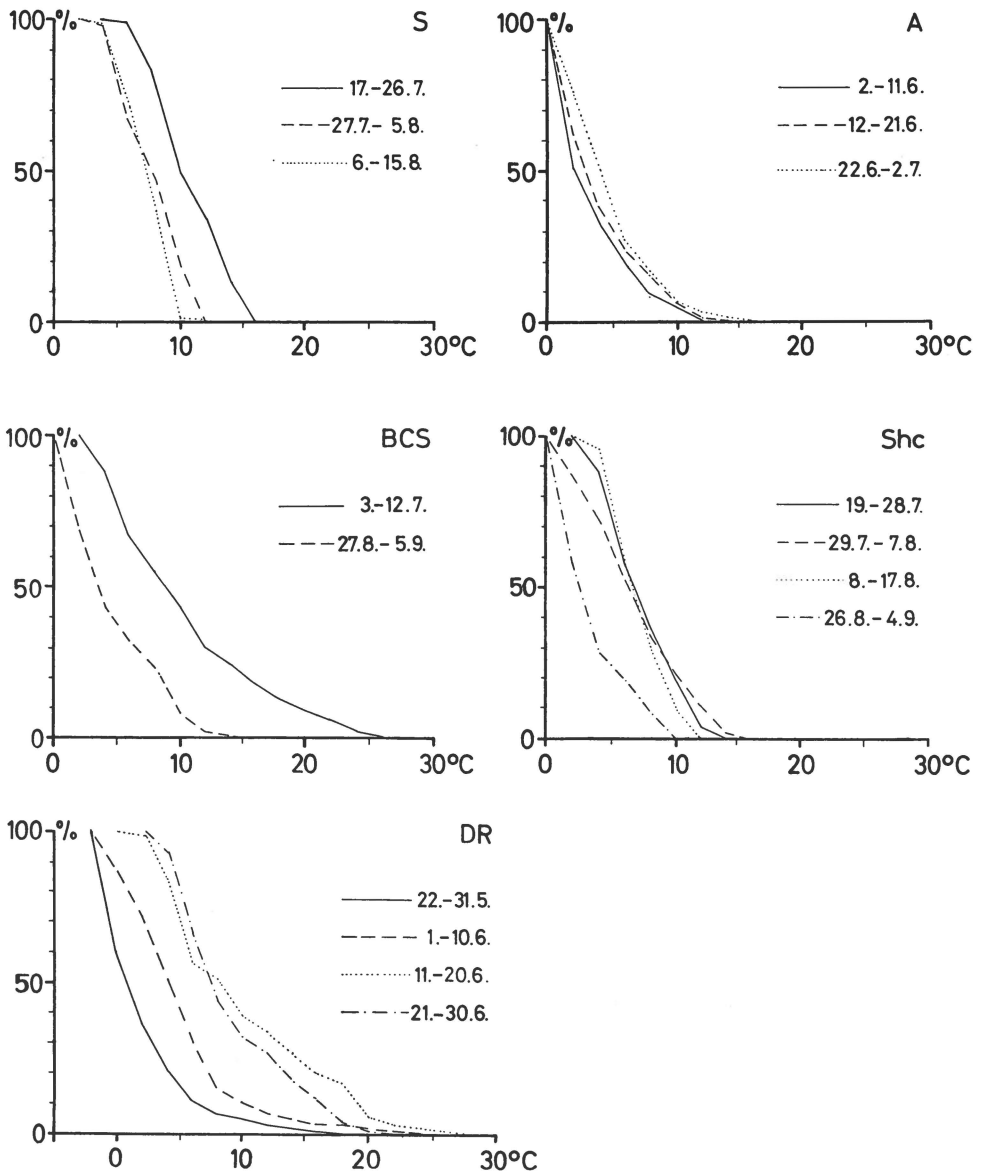 100 % S
17.-26.7.
27.7.- 5.8.
6.-15.8.
50
0
0 10 20 30°C
100 % A
2.-11.6.
12.-21.6.
22.6.-2.7.
50
0
0 10 20 30°C
100 % BCS
3.-12.7.
27.8.- 5.9.
50
0
0 10 20 30°C
100 % Shc
19.-28.7.
29.7.- 7.8.
8.-17.8.
26.8.-4.9.
50
0
0 10 20 30°C
100 % DR
22.-31.5.
1.-10.6.
11.-20.6.
21.-30.6.
50
0
0 10 20 30°C